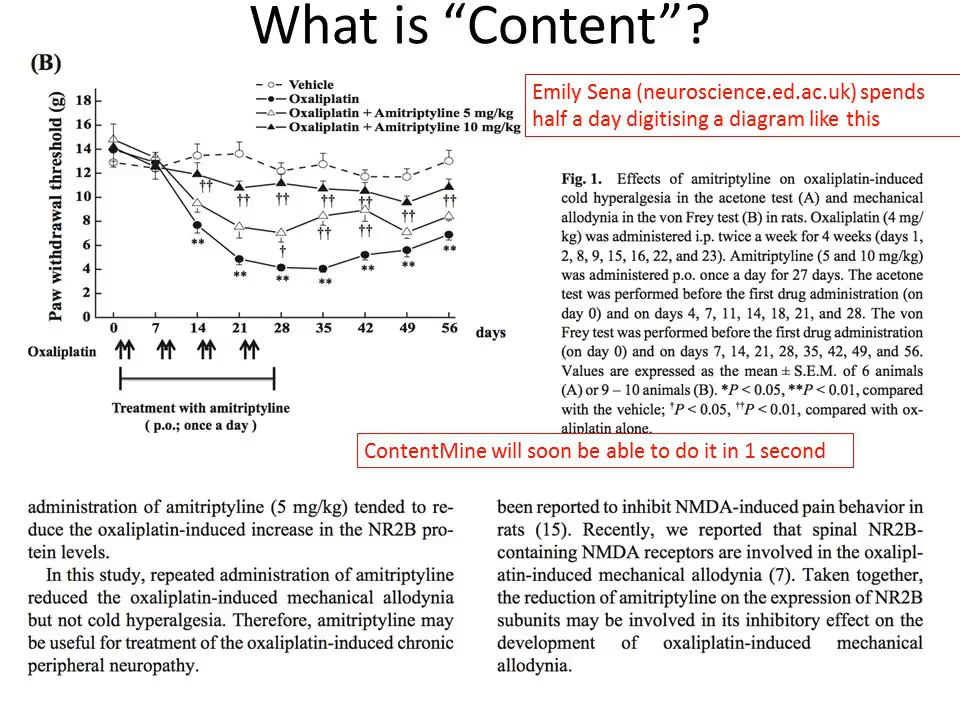 What is “Content”?
(B)
Vehicle
Oxaliplatin
Oxaliplatin + Amitriptyline 5 mg/kg
Oxaliplatin + Amitriptyline 10 mg/kg
Paw withdrawal threshold (g)
18
16
14
12
10
8
6
4
2
0
††
††
††
††
††
††
††
†
††
††
**
**
**
**
**
**
**
0 7 14 21 28 35 42 49 56 days
Oxaliplatin
Treatment with amitriptyline
( p.o.; once a day )
Emily Sena (neuroscience.ed.ac.uk) spends
half a day digitising a diagram like this
Fig. 1. Effects of amitriptyline on oxaliplatin-induced
cold hyperalgesia in the acetone test (A) and mechanical
allodynia in the von Frey test (B) in rats. Oxaliplatin (4 mg/
kg) was administered i.p. twice a week for 4 weeks (days 1,
2, 8, 9, 15, 16, 22, and 23). Amitriptyline (5 and 10 mg/kg)
was administered p.o. once a day for 27 days. The acetone
test was performed before the first drug administration (on
day 0) and on days 4, 7, 11, 14, 18, 21, and 28. The von
Frey test was performed before the first drug administration
(on day 0) and on days 7, 14, 21, 28, 35, 42, 49, and 56.
Values are expressed as the mean ± S.E.M. of 6 animals
(A) or 9 – 10 animals (B). *P < 0.05, **P < 0.01, compared
with the vehicle; †P < 0.05, ††P < 0.01, compared with ox-
aliplatin alone.
ContentMine will soon be able to do it in 1 second
administration of amitriptyline (5 mg/kg) tended to re-
duce the oxaliplatin-induced increase in the NR2B pro-
tein levels.
In this study, repeated administration of amitriptyline
reduced the oxaliplatin-induced mechanical allodynia
but not cold hyperalgesia. Therefore, amitriptyline may
be useful for treatment of the oxaliplatin-induced chronic
peripheral neuropathy.
been reported to inhibit NMDA-induced pain behavior in
rats (15). Recently, we reported that spinal NR2B-
containing NMDA receptors are involved in the oxalipl-
atin-induced mechanical allodynia (7). Taken together,
the reduction of amitriptyline on the expression of NR2B
subunits may be involved in its inhibitory effect on the
development of oxaliplatin-induced mechanical
allodynia.